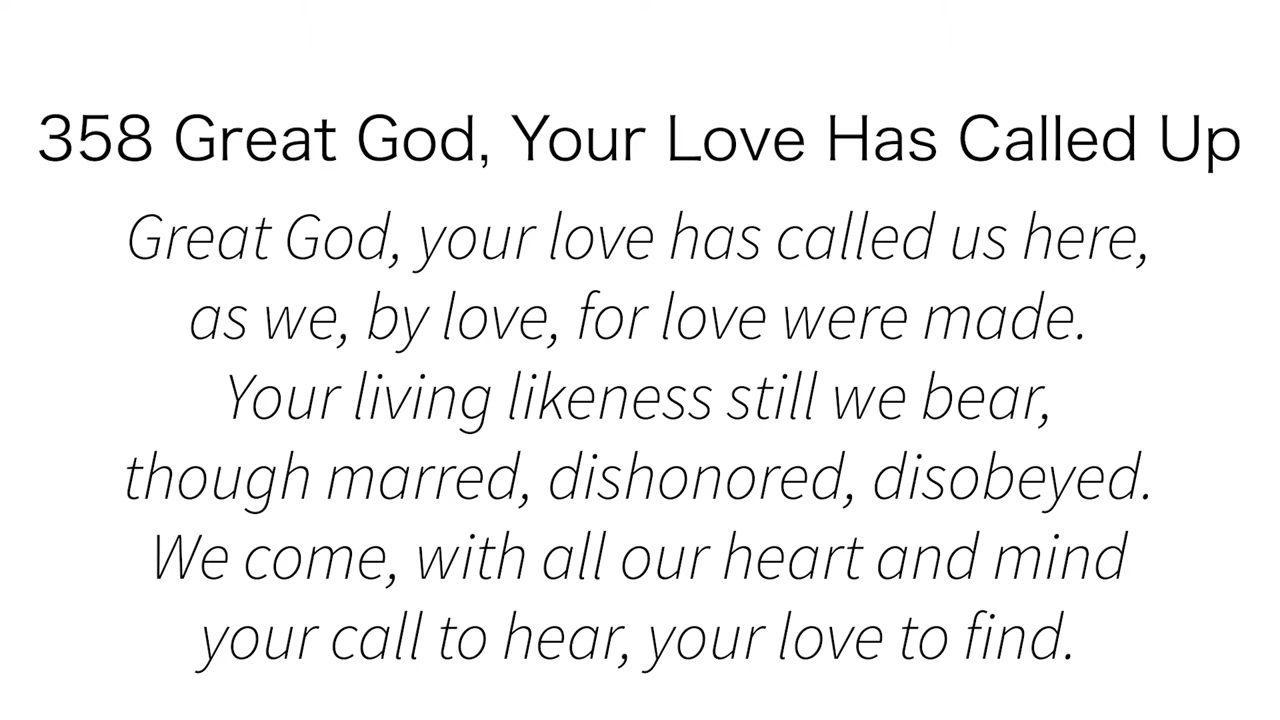 358 Great God, Your Love Has Called Up
Great God, your love has called us here,
as we, by love, for love were made.
Your living likeness still we bear,
though marred, dishonored, disobeyed.
We come, with all our heart and mind
your call to hear, your love to find.